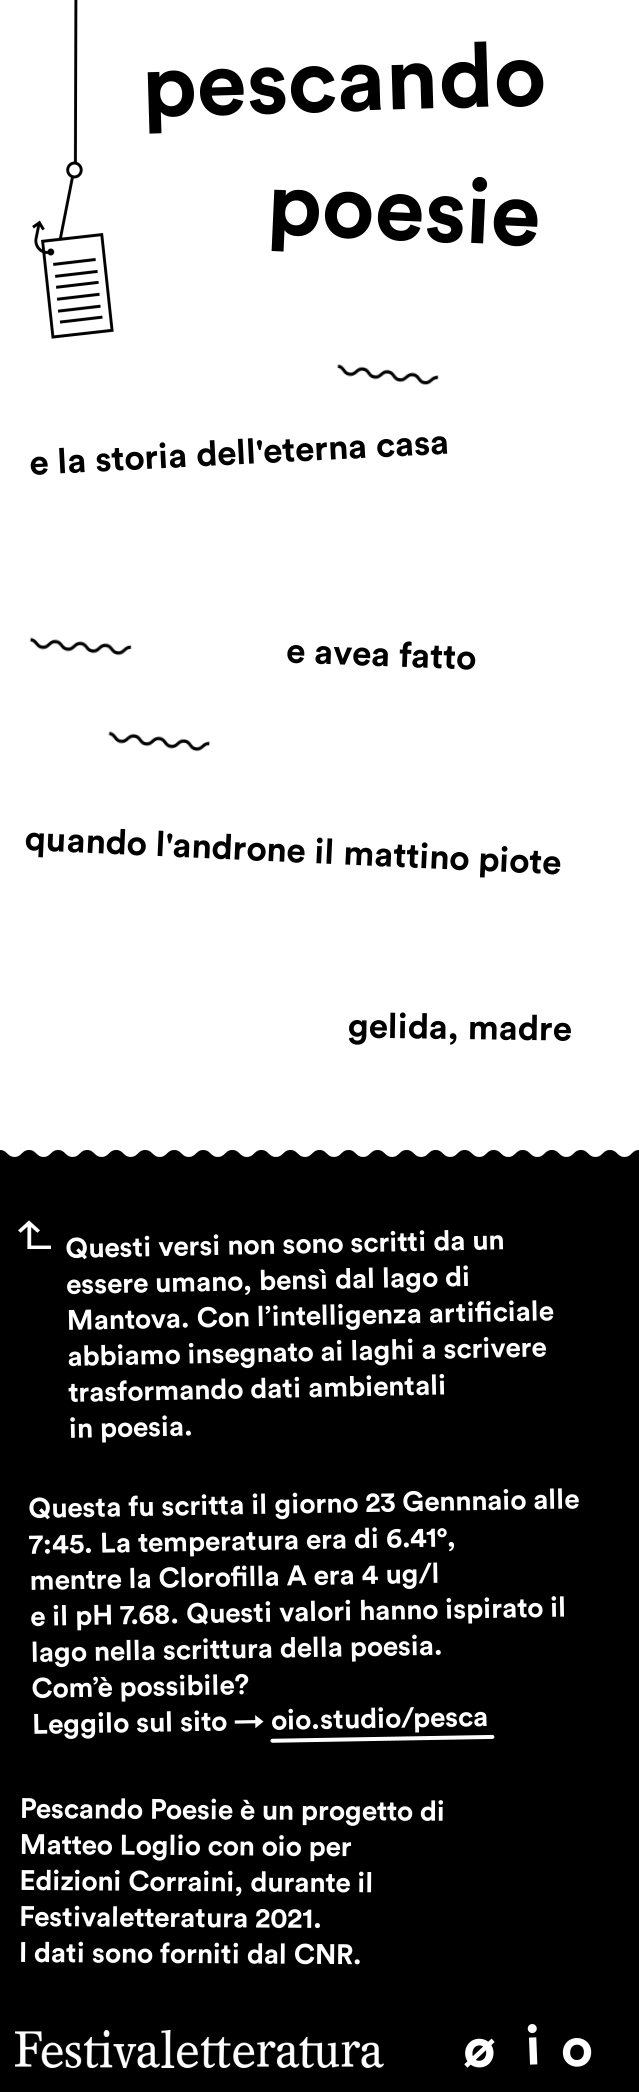 pescando
poesie
e la storia dell'eterna casa
e avea fatto
quando l'androne il mattino piote
gelida, madre
Questi versi non sono scritti da un
essere umano, bensì dal lago di
Mantova. Con l’intelligenza artificiale
abbiamo insegnato ai laghi a scrivere
trasformando dati ambientali
in poesia.
Questa fu scritta il giorno 23 Gennnaio alle
7:45. La temperatura era di 6.41°,
mentre la Clorofilla A era 4 ug/l
e il pH 7.68. Questi valori hanno ispirato il
lago nella scrittura della poesia.
Com’è possibile?
Leggilo sul sito → oio.studio/pesca
Pescando Poesie è un progetto di
Matteo Loglio con oio per
Edizioni Corraini, durante il
Festivaletteratura 2021.
I dati sono forniti dal CNR.
Festivaletteratura ø i o